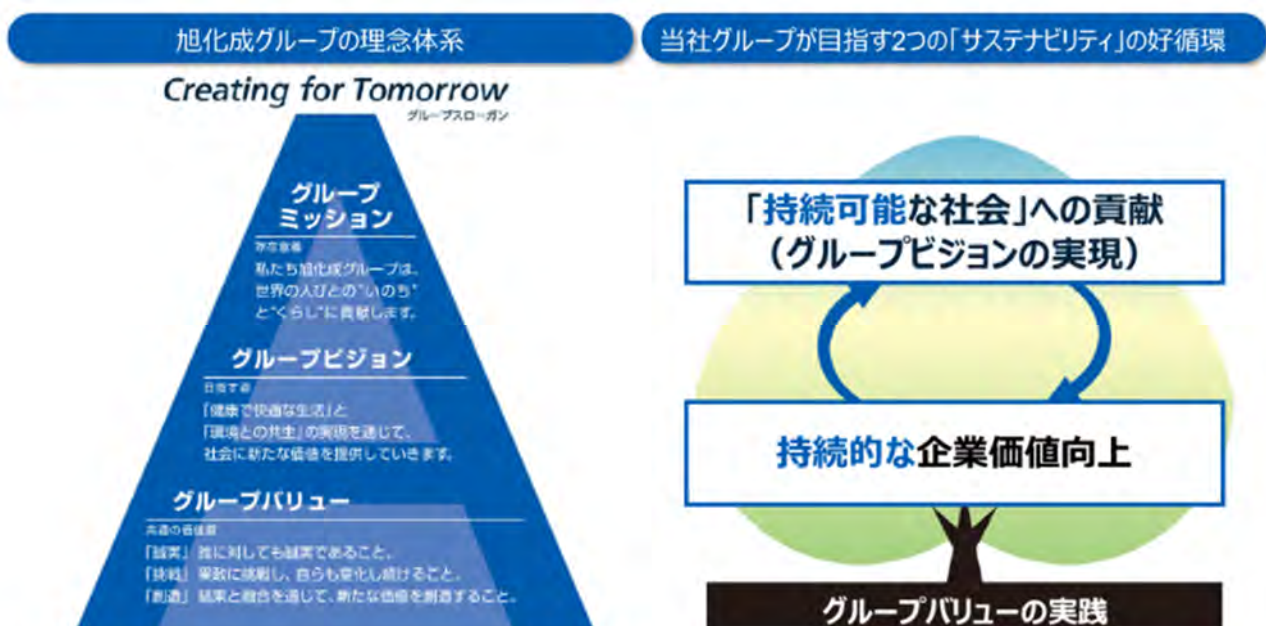 旭化成グループの理念体系
Creating for Tomorrow
グループスローガン
グループ
ミッション
存在意義
私たち旭化成グループは、
世界の人びとの“いのち”
と“くらし”に貢献します。
グループビジョン
目指す姿
「健康で快適な生活」と
「環境との共生」の実現を通じて、
社会に新たな価値を提供していきます。
グループバリュー
共通の価値観
「誠実」 誰に対しても誠実であること。
「挑戦」 果敢に挑戦し、自らも変化し続けること。
「創造」 結束と融合を通じて、新たな価値を創造すること。
当社グループが目指す2つの「サステナビリティ」の好循環
「持続可能な社会」への貢献
（グループビジョンの実現）
持続的な企業価値向上
グループバリューの実践